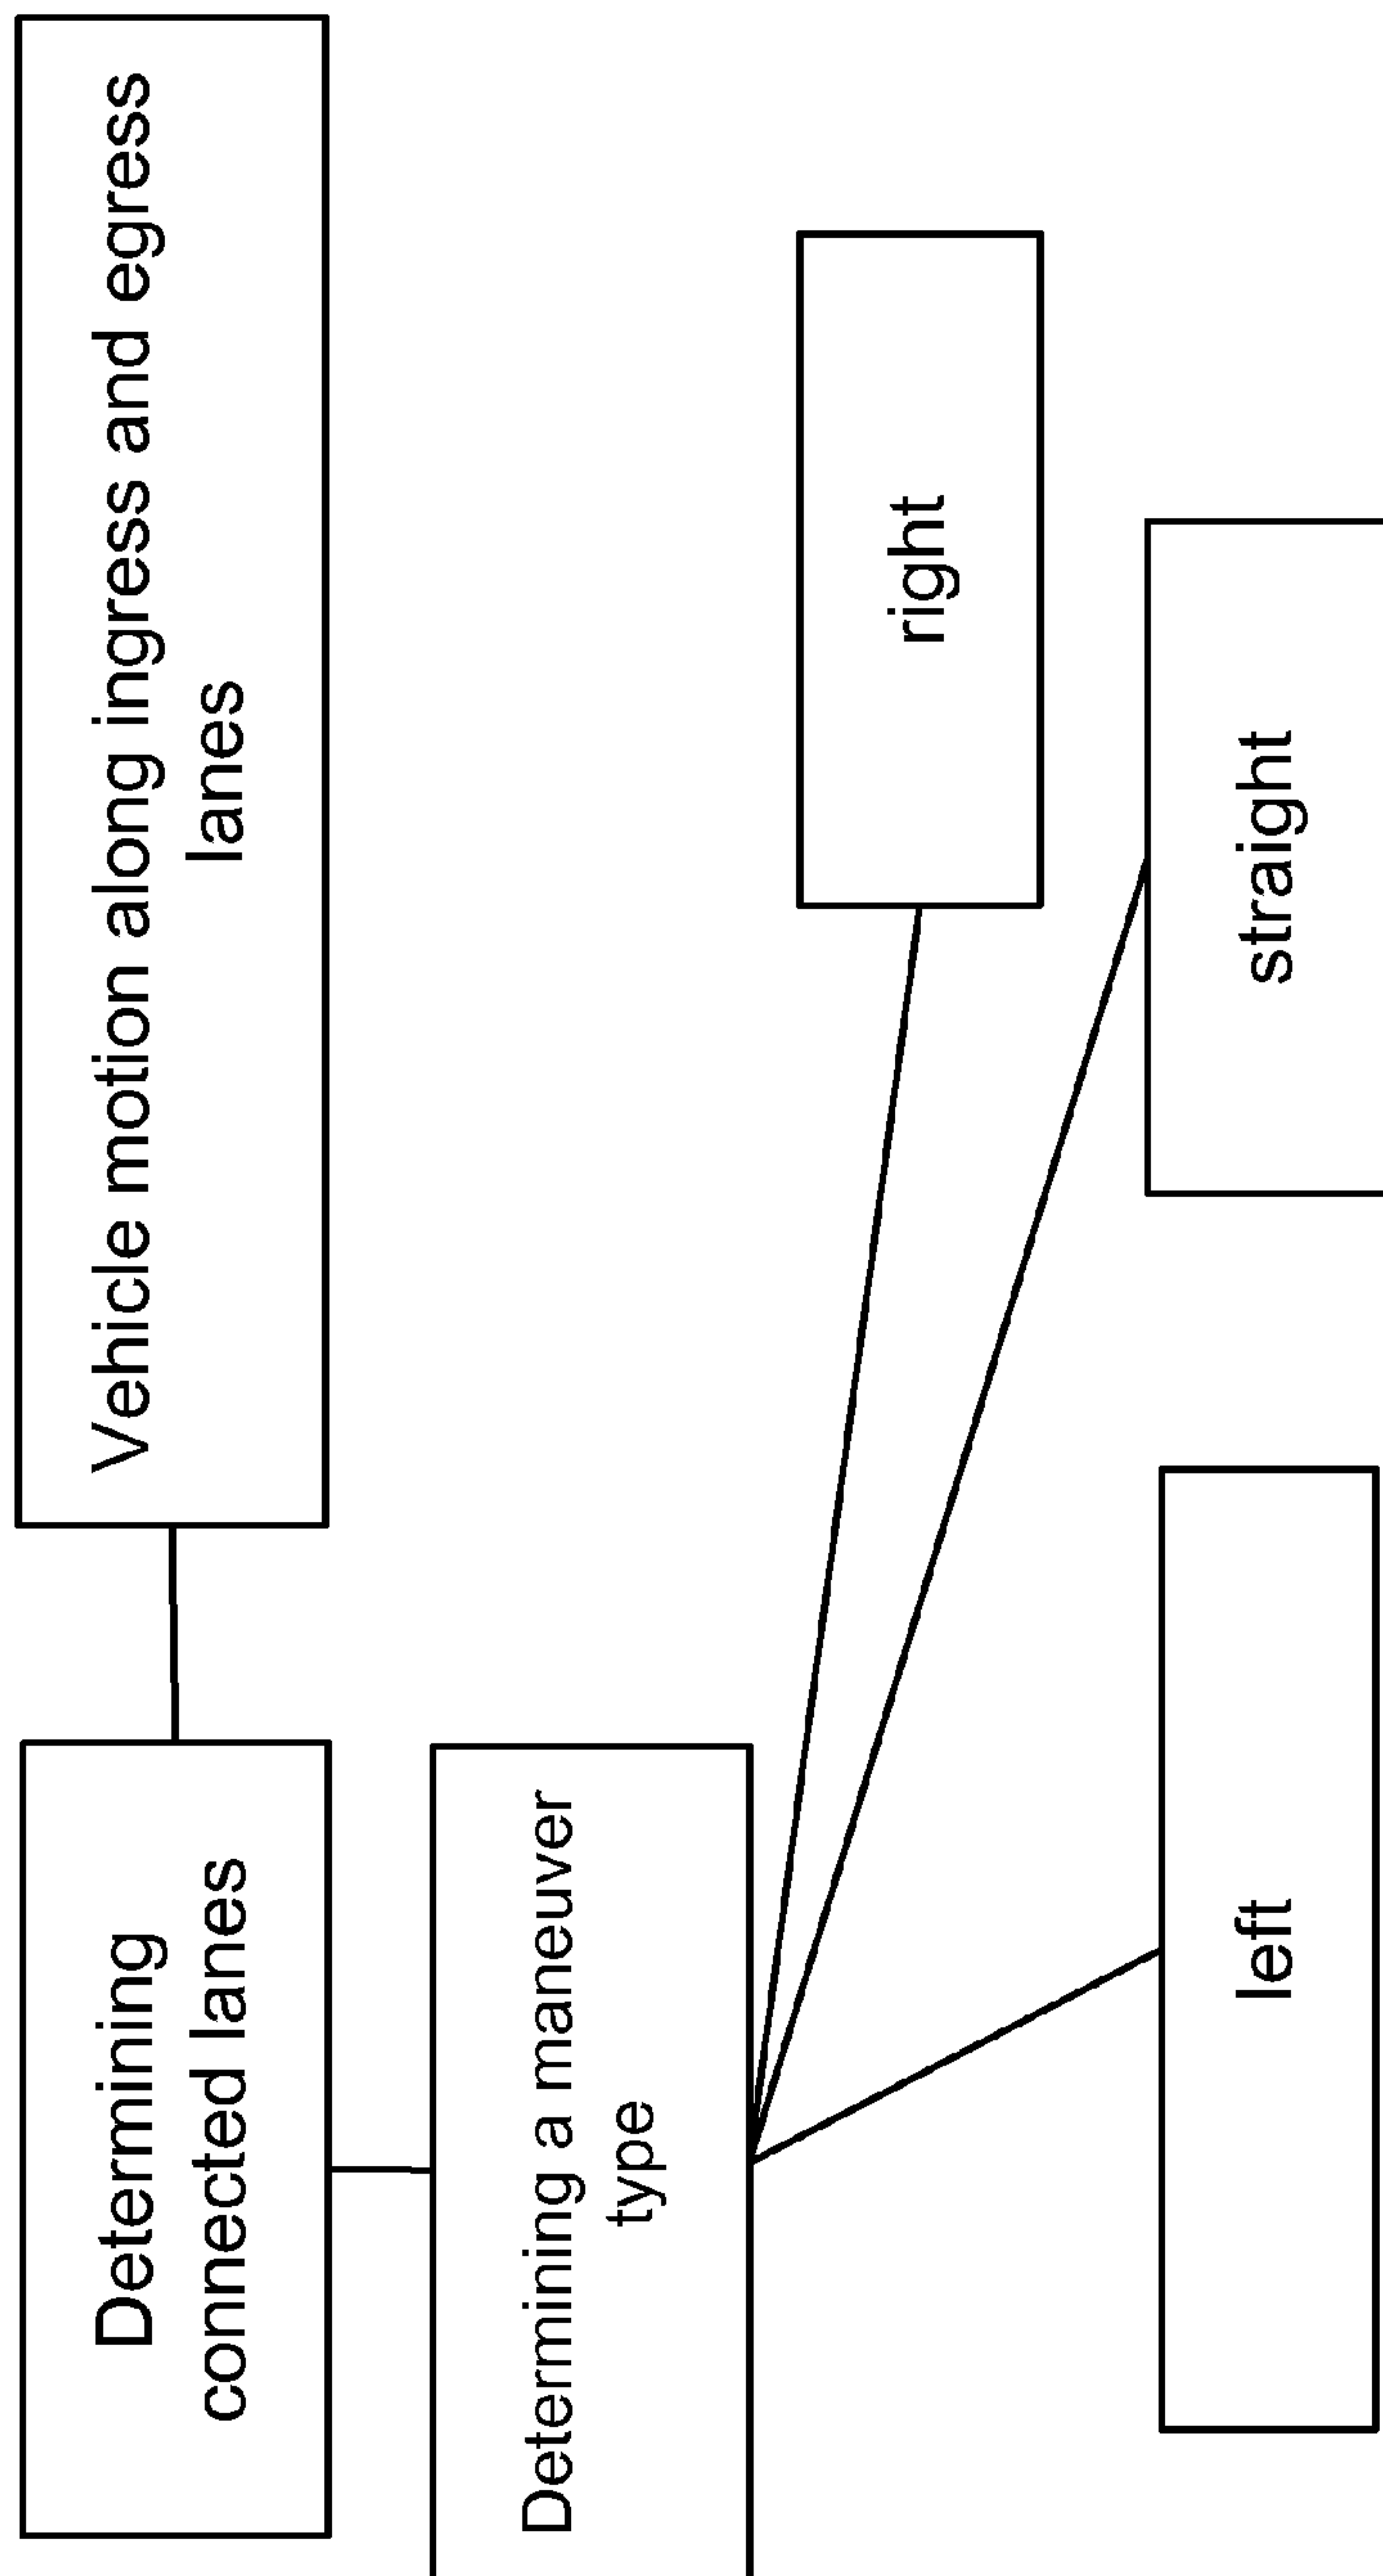 Determining
connected lanes
Vehicle motion along ingress and egress
lanes
Determining a maneuver
type
right
left
straight